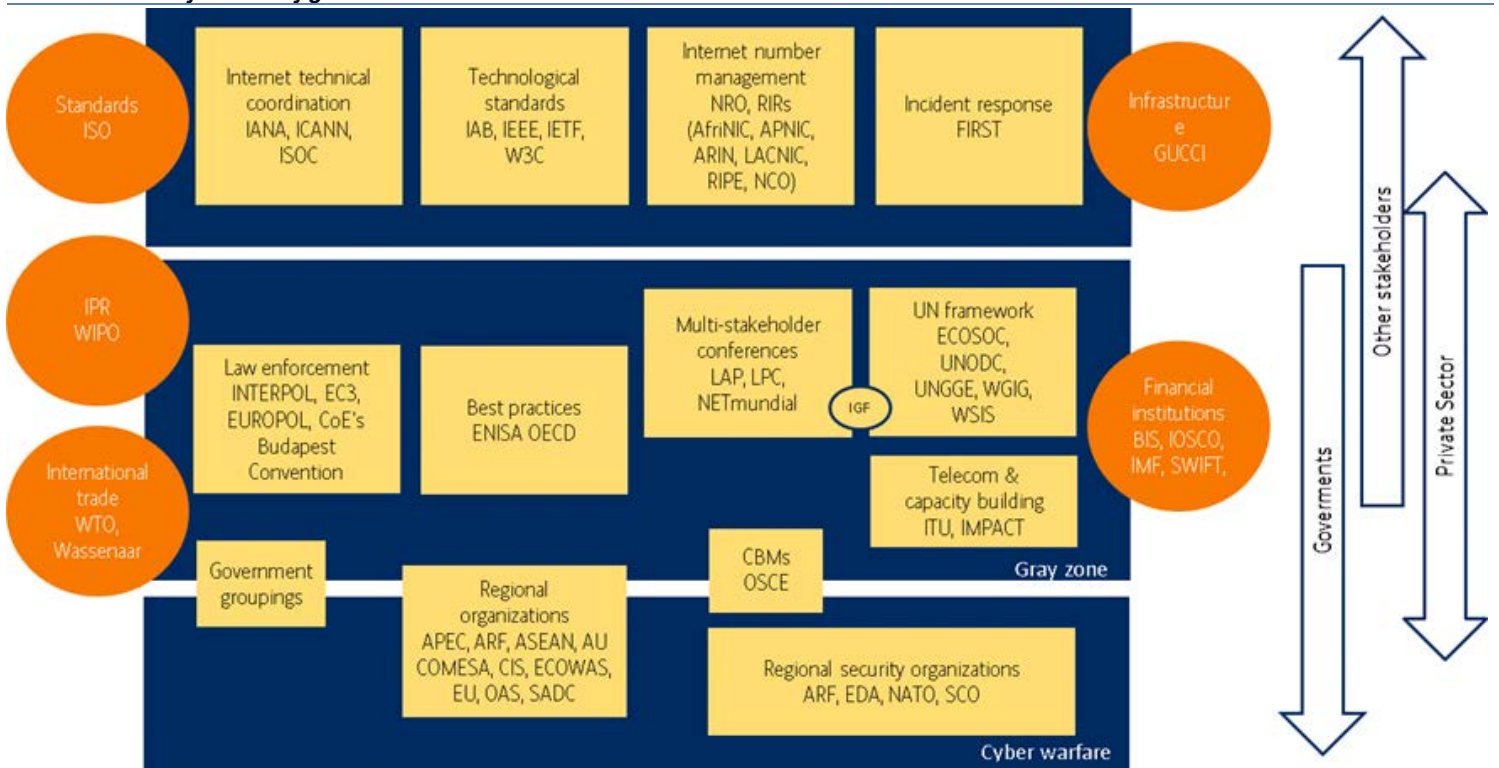 Standards
ISO
Internet technical
coordination
IANA, ICANN,
ISOC
Technological
standards
IAB, IEEE, IETF,
W3C
Internet number
management
NRO, RIRs
(AfriNIC, APNIC,
ARIN, LACNIC,
RIPE, NCO)
Incident response
FIRST
Infrastructur
e
GUCCI
IPR
WIPO
Law enforcement
INTERPOL, EC3,
EUROPOL, CoE's
Budapest
Convention
Best practices
ENISA OECD
Multi-stakeholder
conferences
LAP, LPC,
NETmundial
IGF
UN framework
ECOSOC,
UNODC,
UNGGE, WGIG,
WSIS
Financial
institutions
BIS, IOSCO,
IMF, SWIFT,
International
trade
WTO,
Wassenaar
Telecom &
capacity building
ITU, IMPACT
Gray zone
Government
groupings
Regional
organizations
APEC, ARF, ASEAN, AU
COMESA, CIS, ECOWAS,
EU, OAS, SADC
CBMs
OSCE
Regional security organizations
ARF, EDA, NATO, SCO
Cyber warfare
Goverments
Other stakeholders
Private Sector